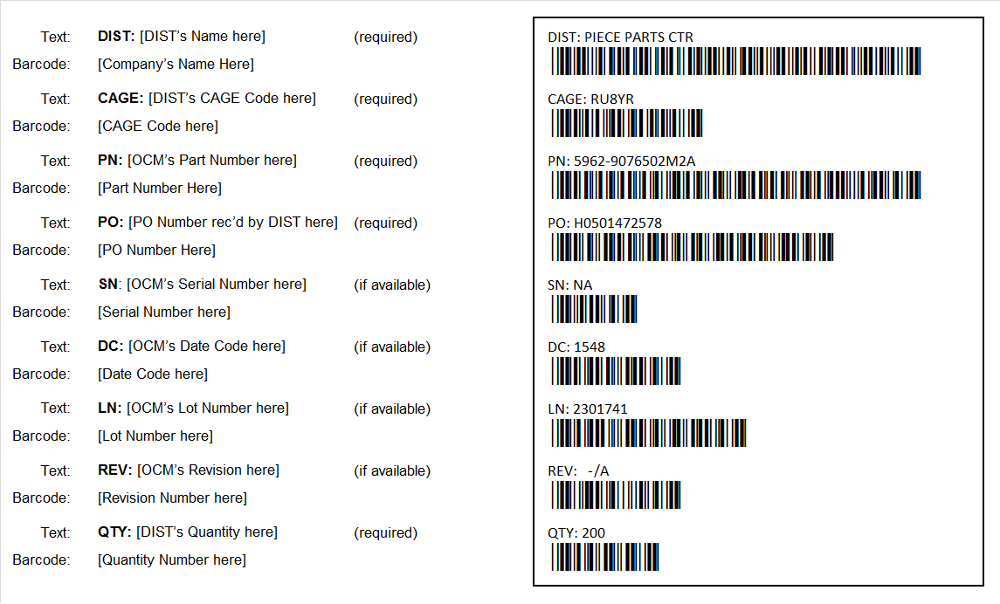 Text: DIST: [DIST’s Name here] (required)
Barcode: [Company’s Name Here]
Text: CAGE: [DIST’s CAGE Code here] (required)
Barcode: [CAGE Code here]
Text: PN: [OCM’s Part Number here] (required)
Barcode: [Part Number Here]
Text: PO: [PO Number rec’d by DIST here] (required)
Barcode: [PO Number Here]
Text: SN: [OCM’s Serial Number here] (if available)
Barcode: [Serial Number here]
Text: DC: [OCM’s Date Code here] (if available)
Barcode: [Date Code here]
Text: LN: [OCM’s Lot Number here] (if available)
Barcode: [Lot Number here]
Text: REV: [OCM’s Revision here] (if available)
Barcode: [Revision Number here]
Text: QTY: [DIST’s Quantity here] (required)
Barcode: [Quantity Number here]
DIST: PIECE PARTS CTR
CAGE: RU8YR
PN: 5962-9076502M2A
PO: H0501472578
SN: NA
DC: 1548
LN: 2301741
REV: -/A
QTY: 200